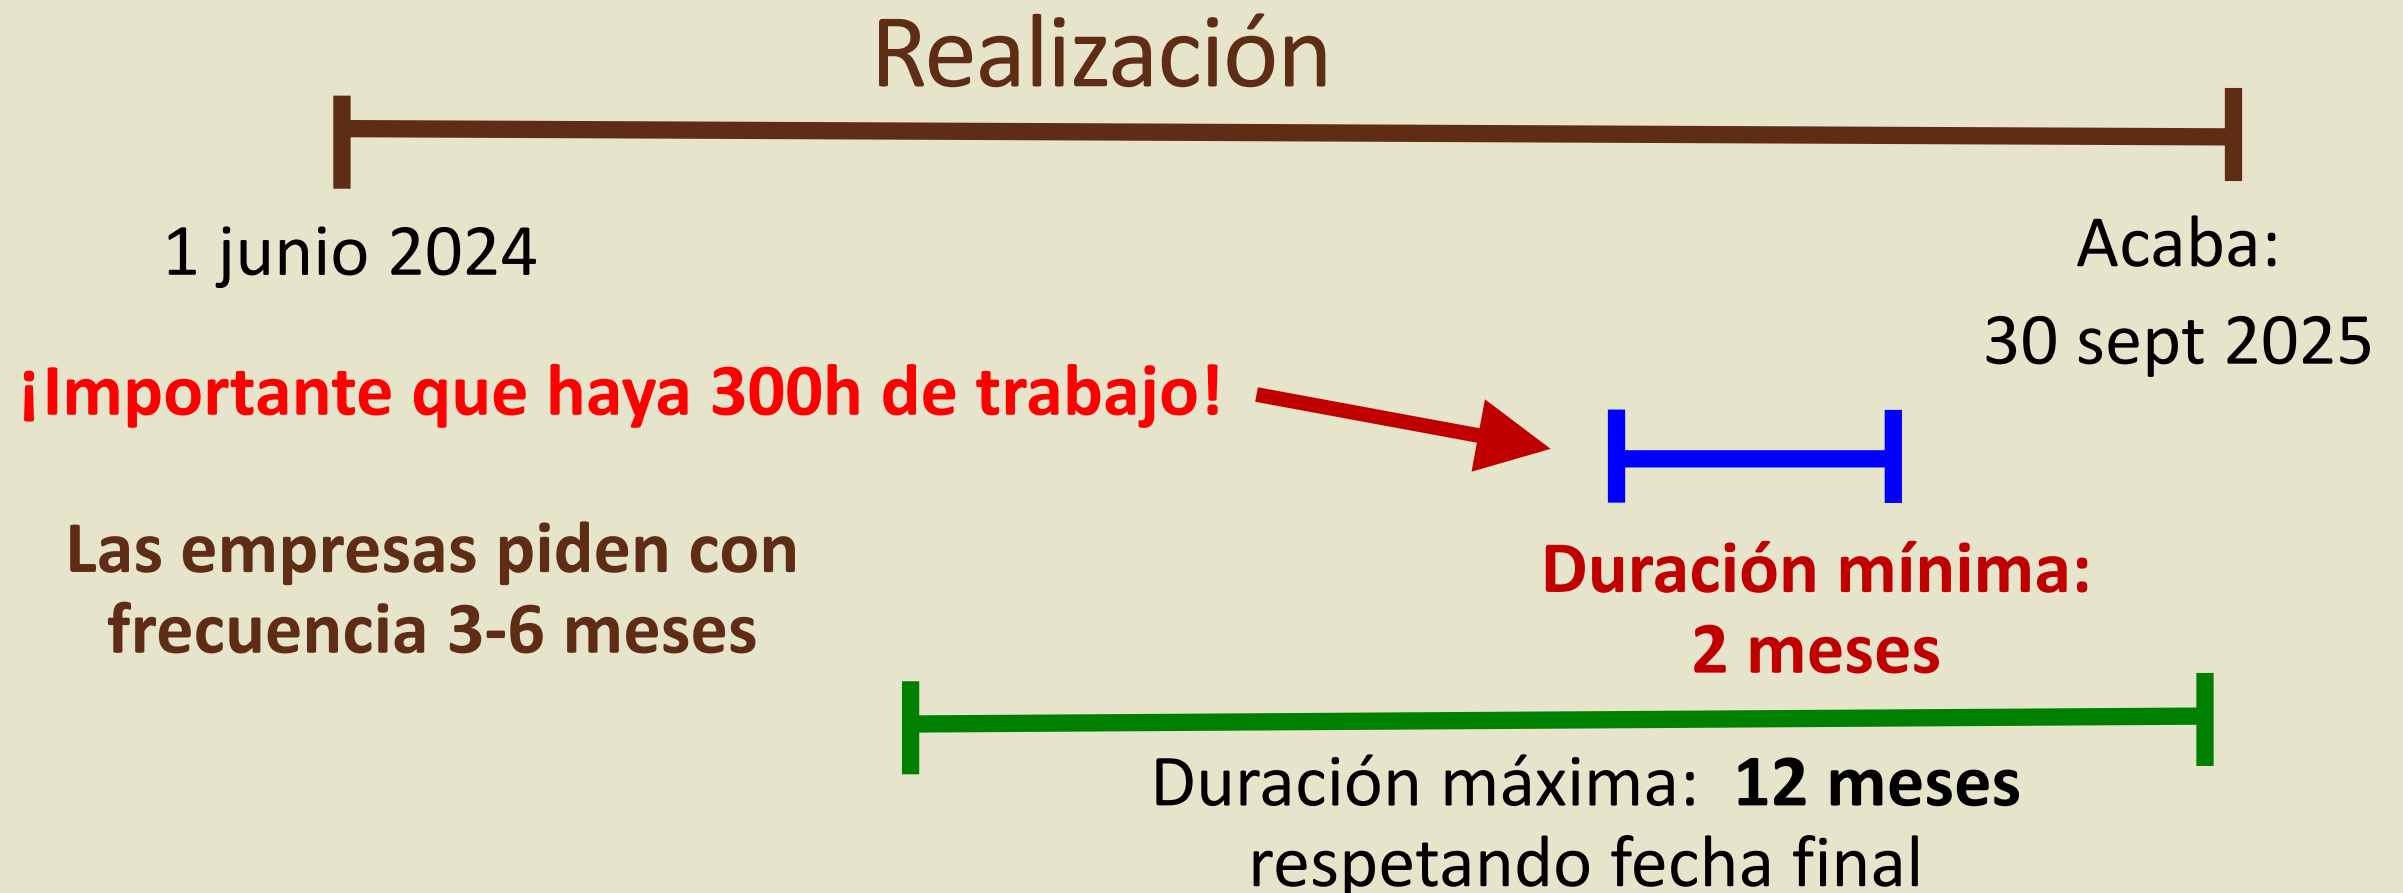 Realización
1 junio 2024
Acaba:
30 sept 2025
¡Importante que haya 300h de trabajo!
Las empresas piden con
frecuencia 3-6 meses
Duración mínima:
2 meses
Duración máxima: 12 meses
respetando fecha final